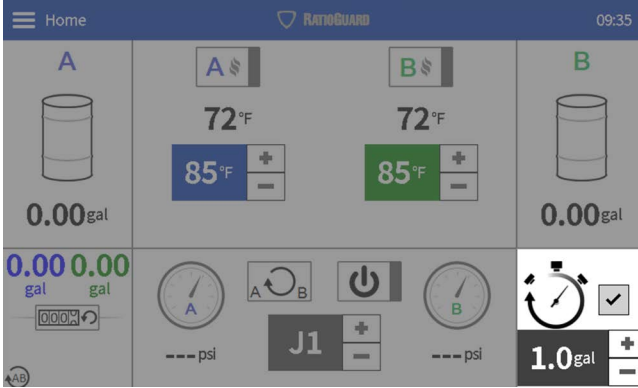 Home RATIOGUARD 09:35
A A B B
72°F 72°F
85°F + − 85°F + −
0.00gal 0.00gal
0.00 0.00
gal gal
A A B B
000
J1 + −
---psi ---psi
1.0gal + −
AB